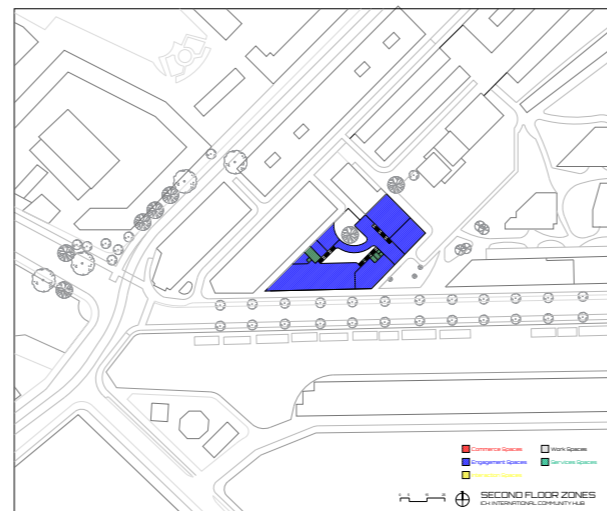 Commerce Spaces
Work Spaces
Engagement Spaces
Services Spaces
SECOND FLOOR ZONES
ICH INTERNATIONAL COMMUNITY HUB